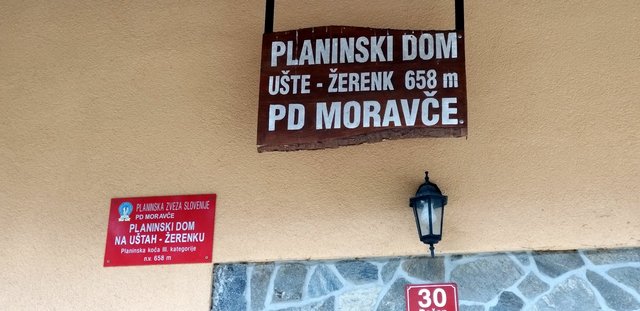 PLANINSKI DOM
UŠTE - ŽERENK 658 m
PD MORAVČE
PLANINSKA ZVEZA SLOVENIJE
PD MORAVČE
PLANINSKI DOM
NA UŠTAH - ŽERENKU
Planinska koča III. kategorije
n.v. 658 m
30